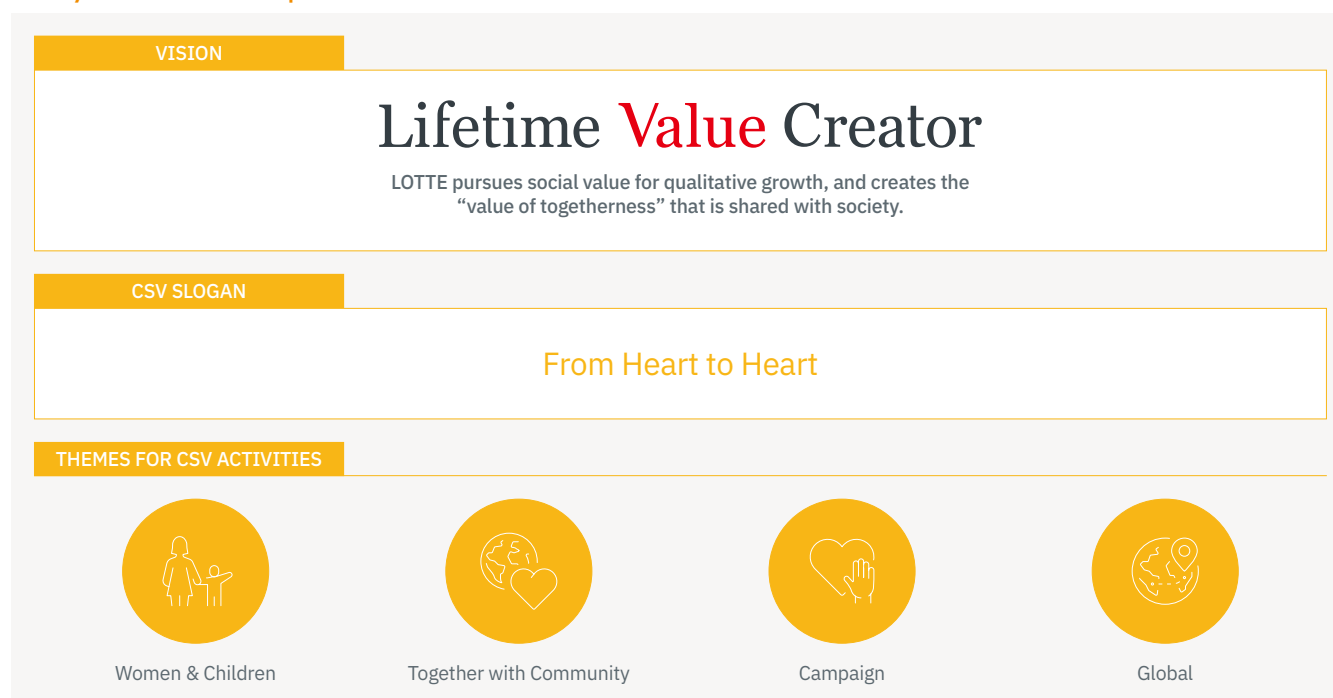 VISION
Lifetime Value Creator
LOTTE pursues social value for qualitative growth, and creates the
“value of togetherness” that is shared with society.
CSV SLOGAN
From Heart to Heart
THEMES FOR CSV ACTIVITIES
Women & Children
Together with Community
Campaign
Global